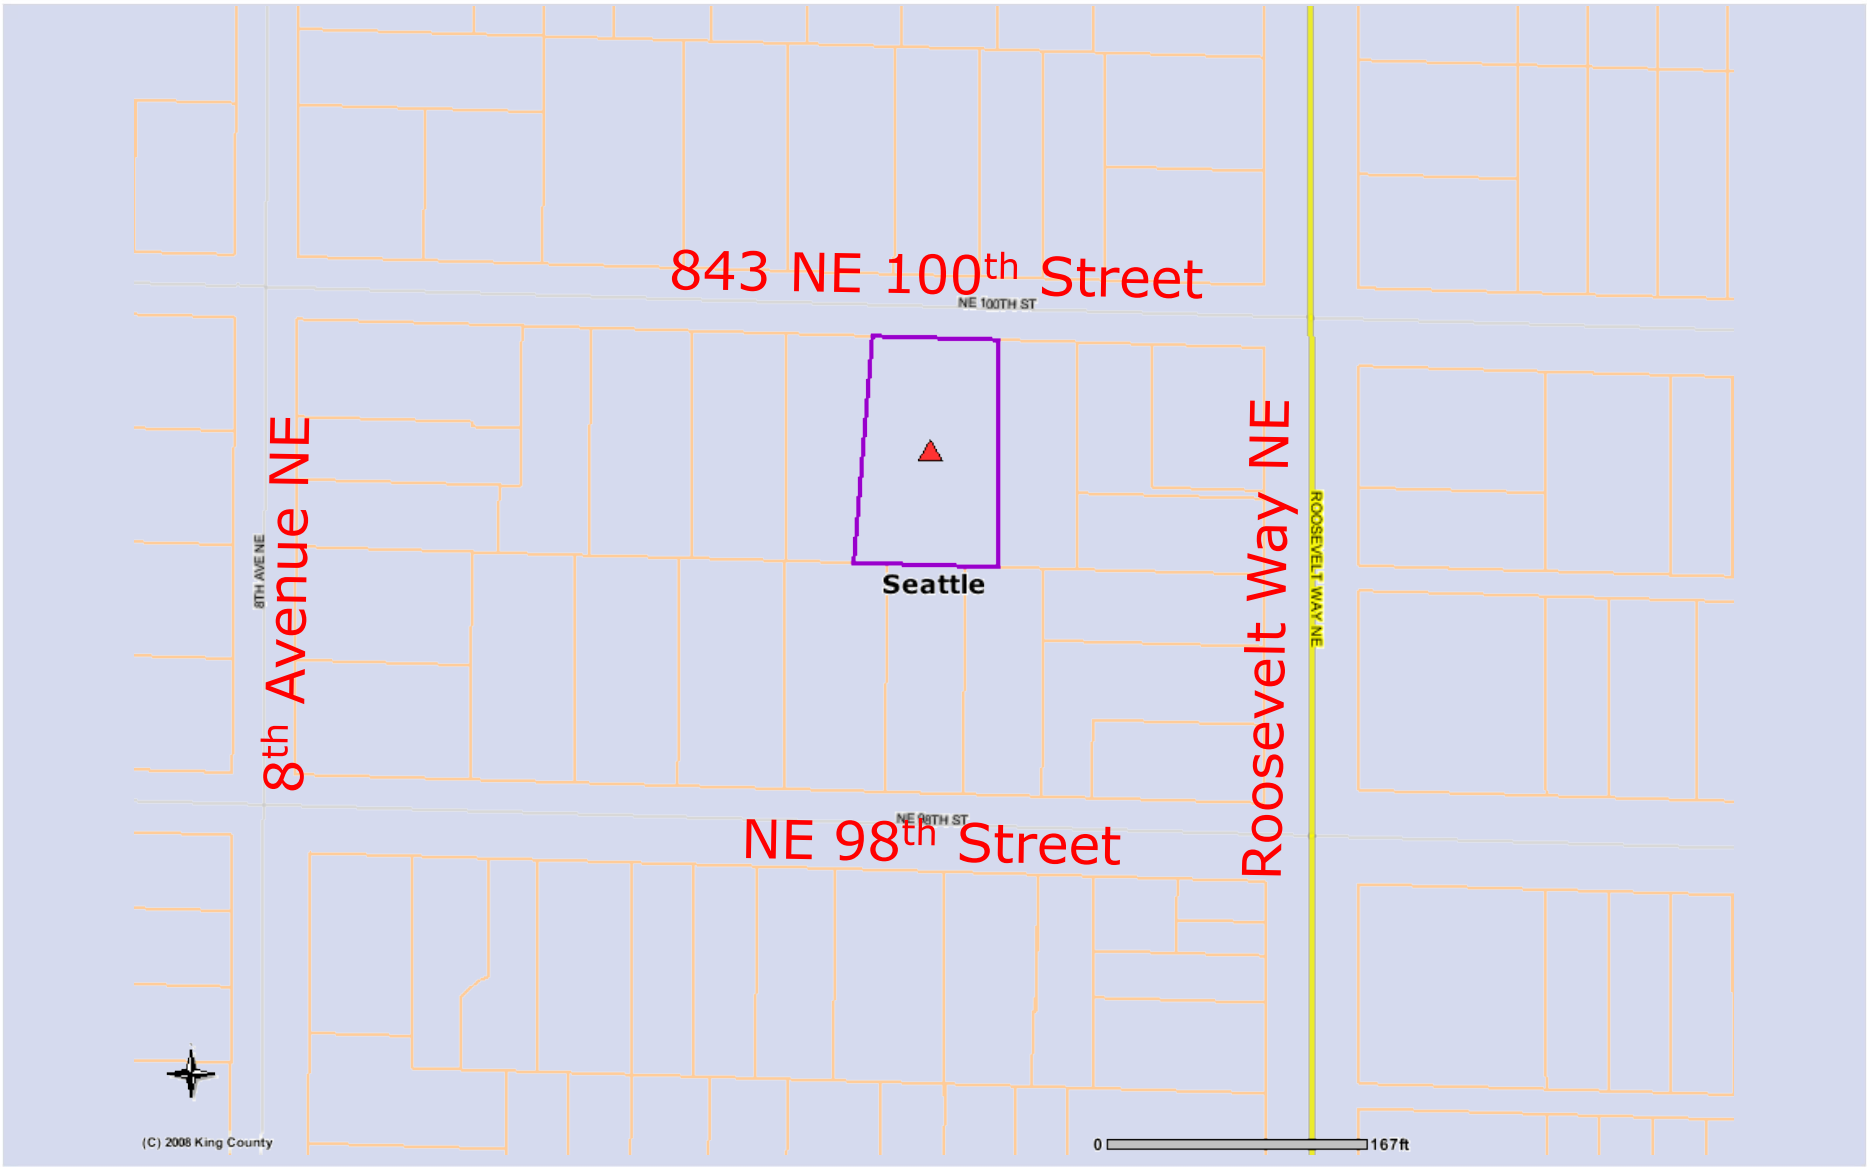 843 NE 100th Street
NE 100TH ST
8th Avenue NE
8TH AVE NE
Roosevelt Way NE
ROOSEVELT WAY NE
Seattle
NE 98TH ST
NE 98th Street
(C) 2008 King County
0 167ft